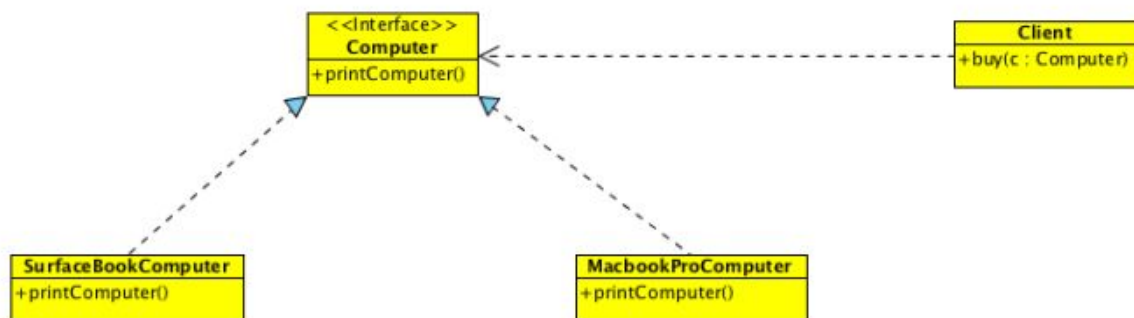 <<Interface>>
Computer
+printComputer()
Client
+buy(c : Computer)
SurfaceBookComputer
+printComputer()
MacbookProComputer
+printComputer()